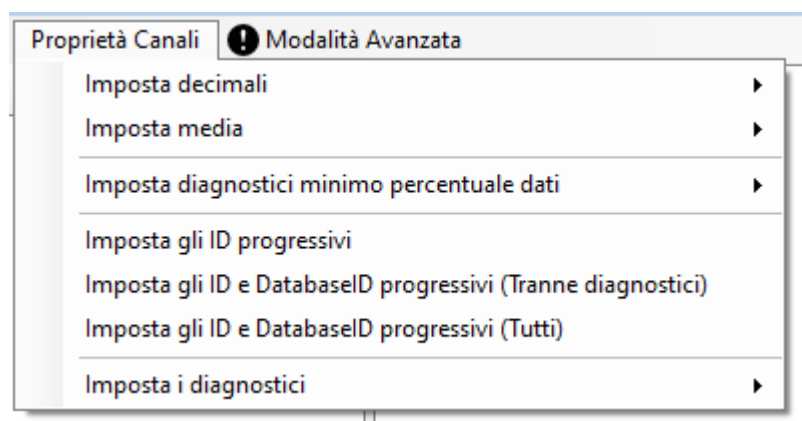 Proprietà Canali Modalità Avanzata
Imposta decimali
Imposta media
Imposta diagnostici minimo percentuale dati
Imposta gli ID progressivi
Imposta gli ID e DatabaseID progressivi (Tranne diagnostici)
Imposta gli ID e DatabaseID progressivi (Tutti)
Imposta i diagnostici